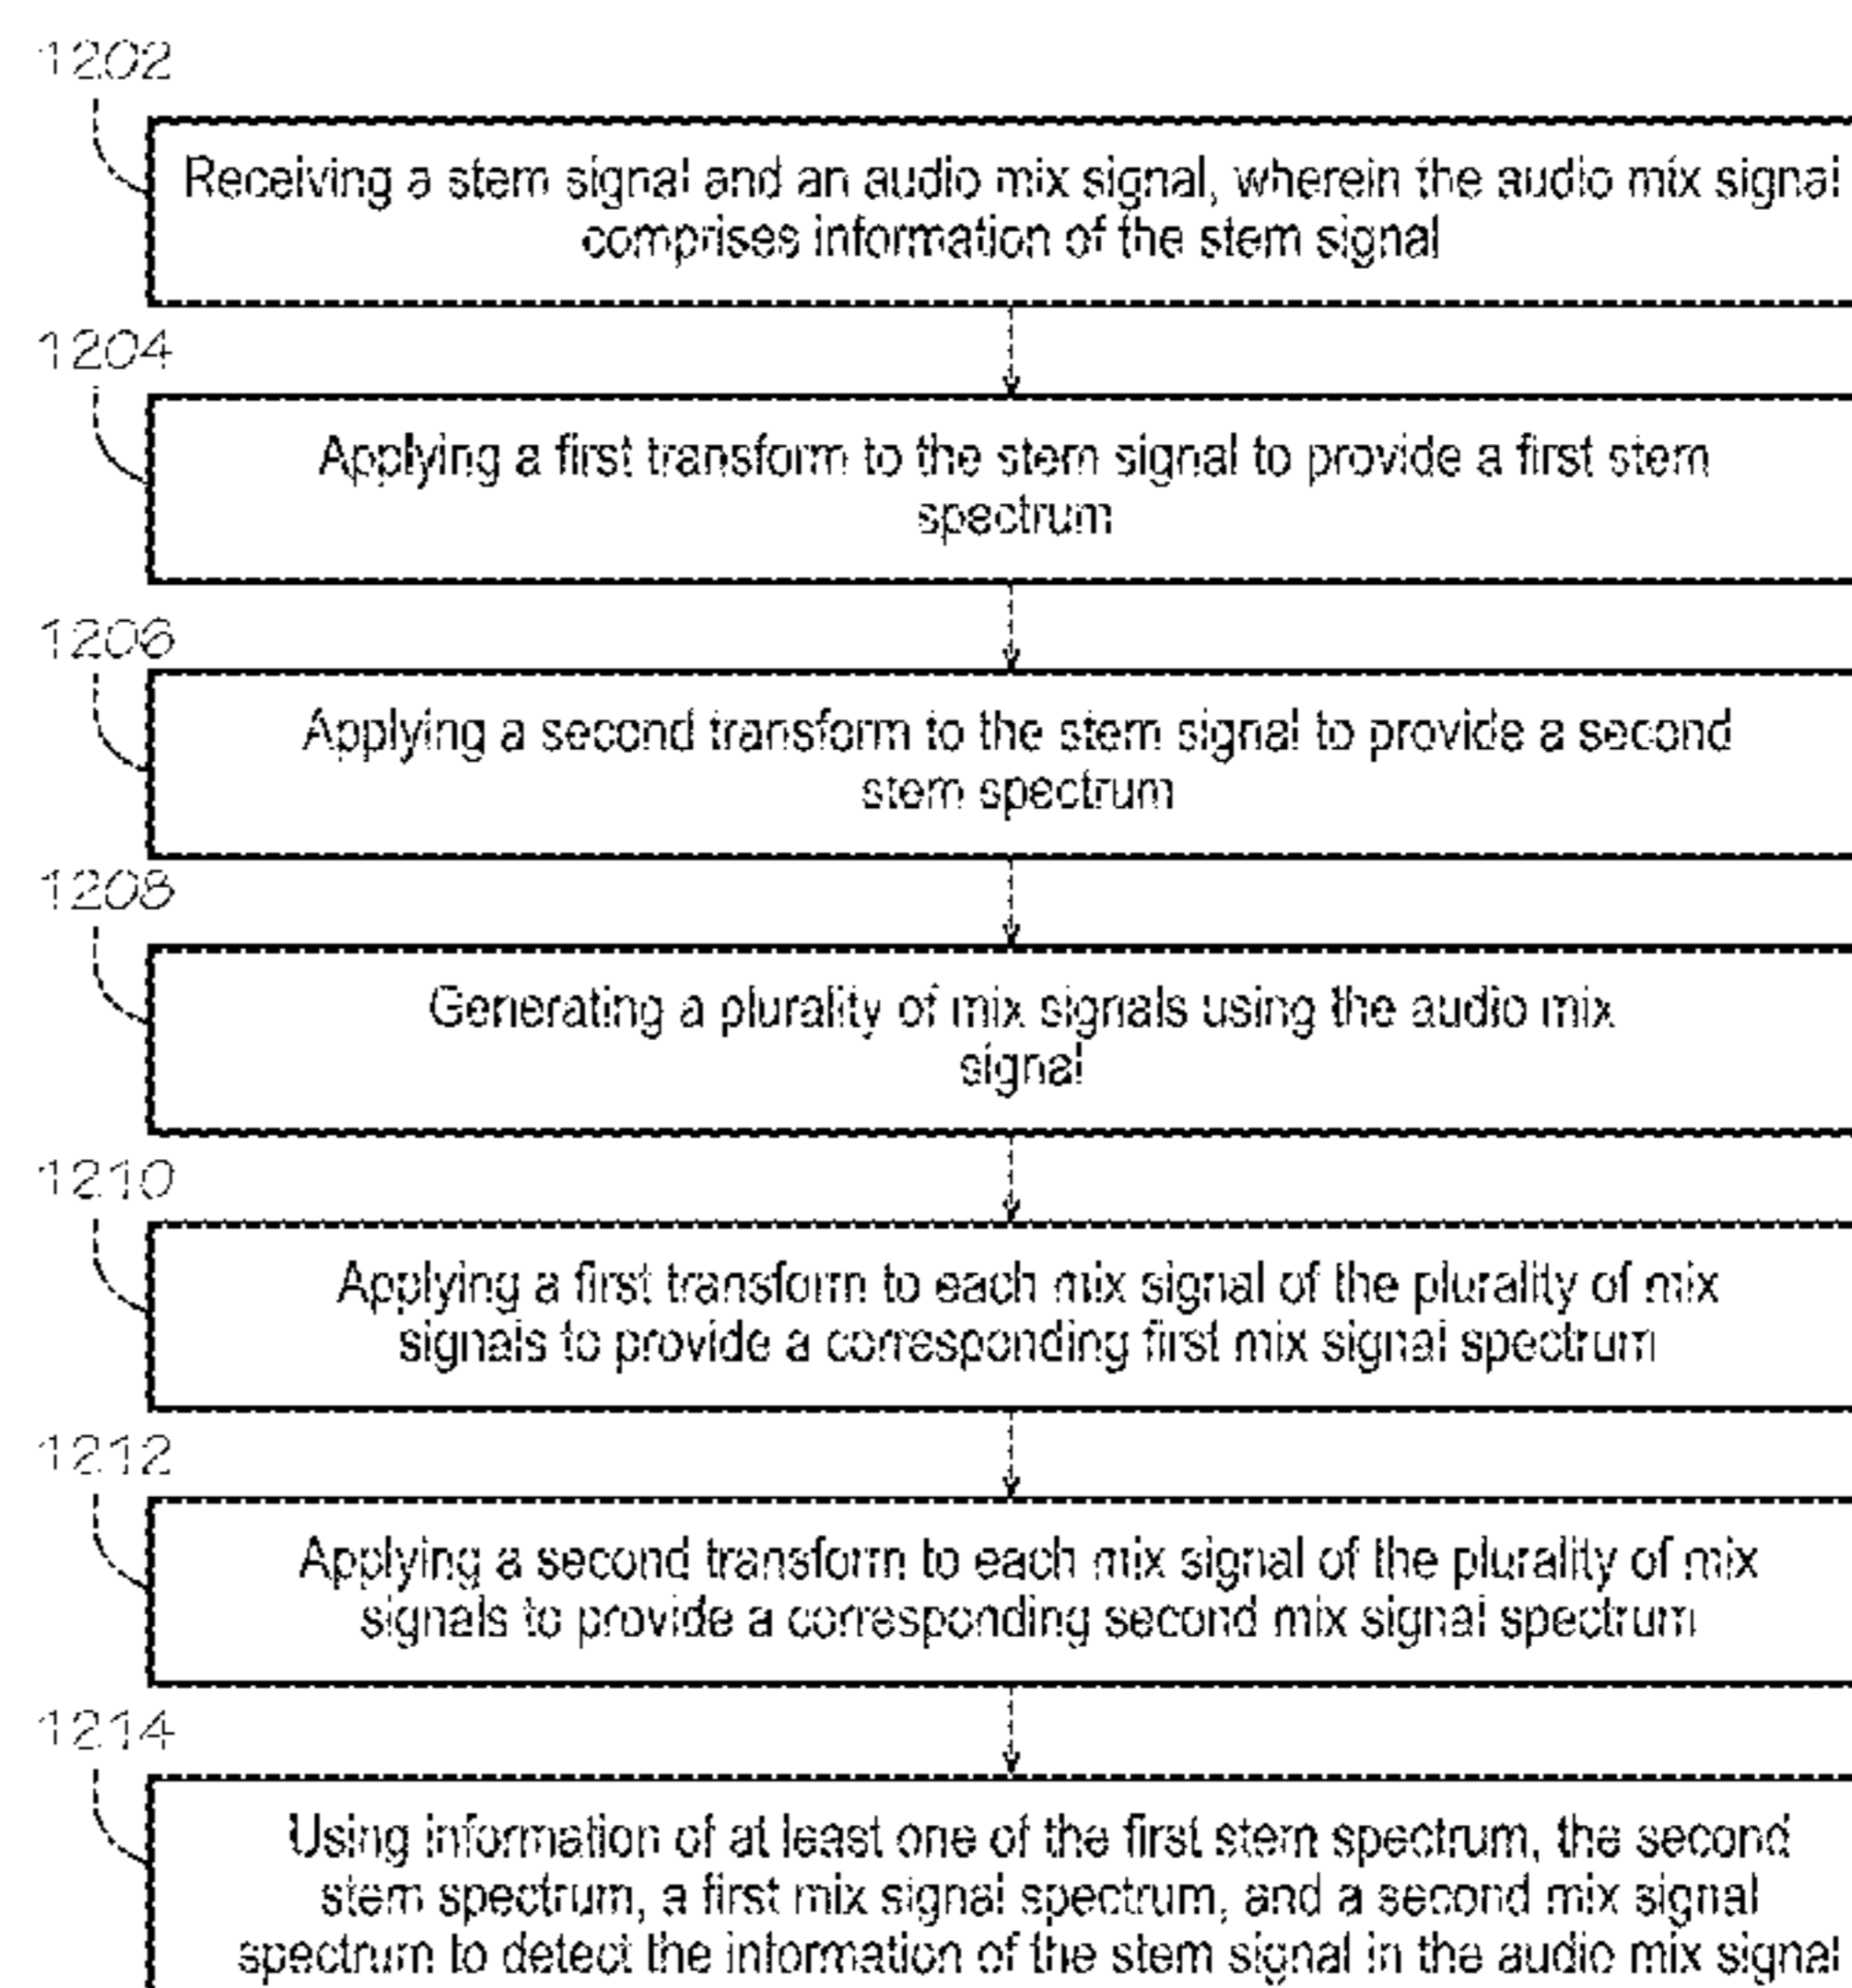 1202
Receiving a stem signal and an audio mix signal, wherein the audio mix signal
comprises information of the stem signal
1204
Applying a first transform to the stem signal to provide a first stem
spectrum
1206
Applying a second transform to the stem signal to provide a second
stem spectrum
1208
Generating a plurality of mix signals using the audio mix
signal
1210
Applying a first transform to each mix signal of the plurality of mix
signals to provide a corresponding first mix signal spectrum
1212
Applying a second transform to each mix signal of the plurality of mix
signals to provide a corresponding second mix signal spectrum
1214
Using information of at least one of the first stem spectrum, the second
stem spectrum, a first mix signal spectrum, and a second mix signal
spectrum to detect the information of the stem signal in the audio mix signal